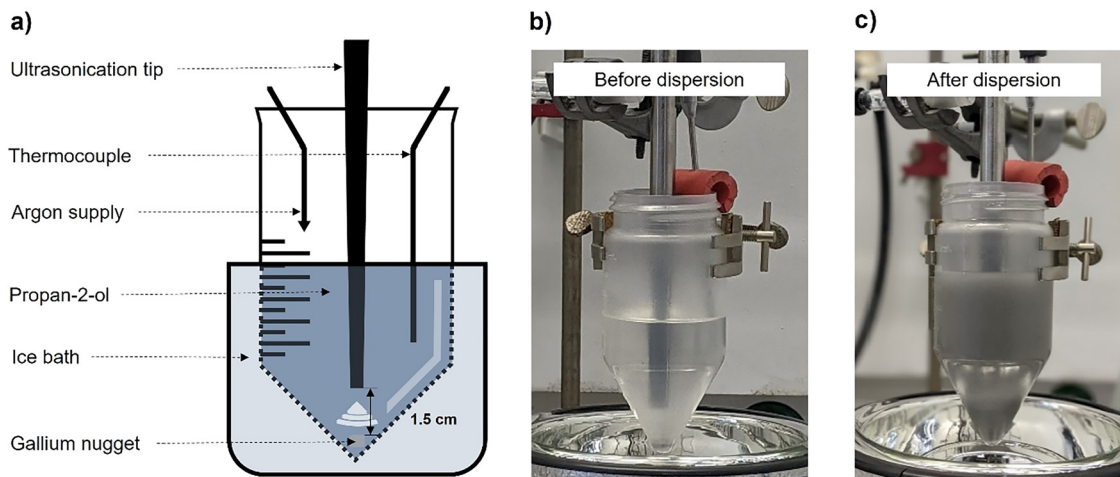 a)
Ultrasonication tip
Thermocouple
Argon supply
Propan-2-ol
Ice bath
Gallium nugget
1.5 cm
b)
Before dispersion
c)
After dispersion